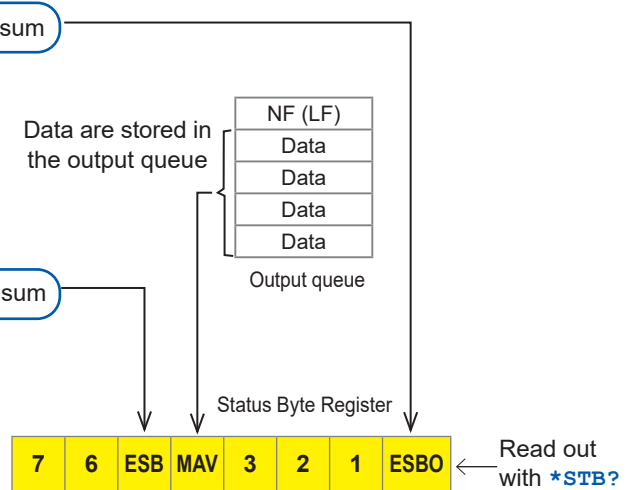 sum
NF (LF)
Data are stored in
the output queue
Data
Data
Data
Data
Output queue
sum
Status Byte Register
7 6 ESB MAV 3 2 1 ESBO
Read out
with *STB?